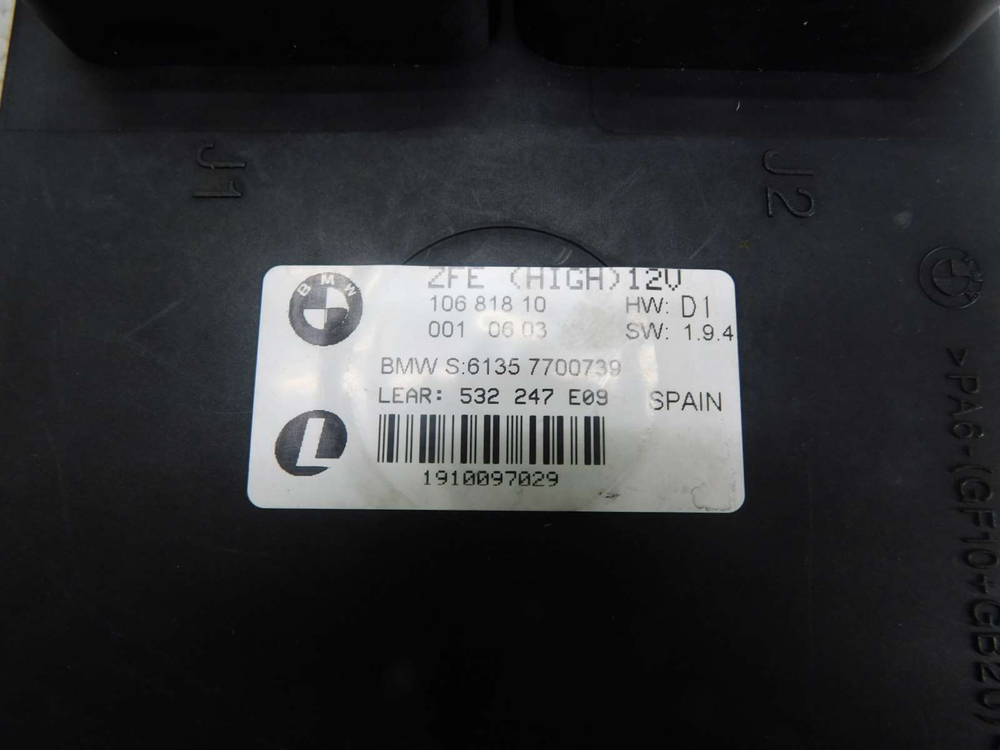 J1
J2
BMW
ZFE (HIGH)12V
106 818 10
HW: D1
001 06 03
SW: 1.9.4
BMW S:6135 7700739
LEAR: 532 247 E09
SPAIN
L
1910097029
>PA6-(GF10+GB20)